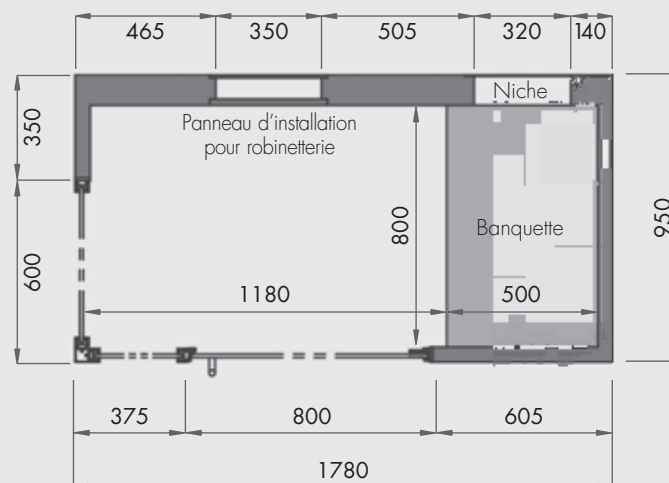 465 350 505 320 140
Niche
Panneau d'installation
pour robinetterie
350
600
800
950
Banquette
1180 500
375 800 605
1780